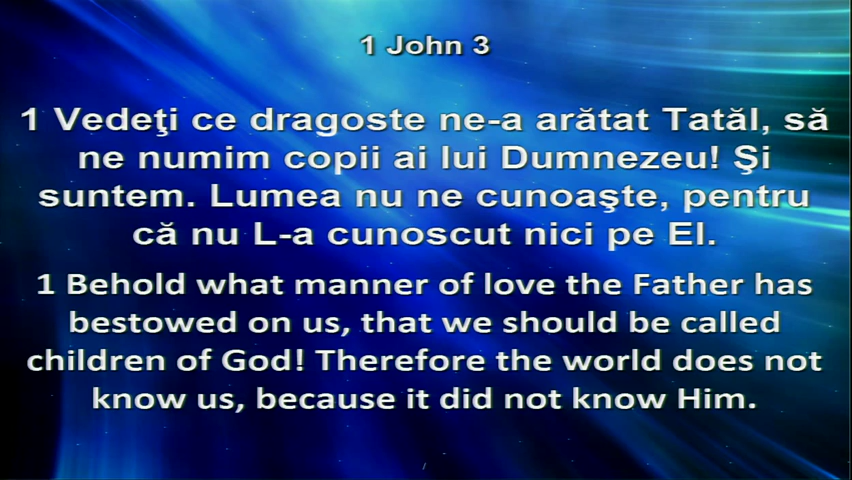 1 John 3
1 Vedeţi ce dragoste ne-a arătat Tatăl, să
ne numim copii ai lui Dumnezeu! Şi
suntem. Lumea nu ne cunoaşte, pentru
că nu L-a cunoscut nici pe El.
1 Behold what manner of love the Father has
bestowed on us, that we should be called
children of God! Therefore the world does not
know us, because it did not know Him.
/